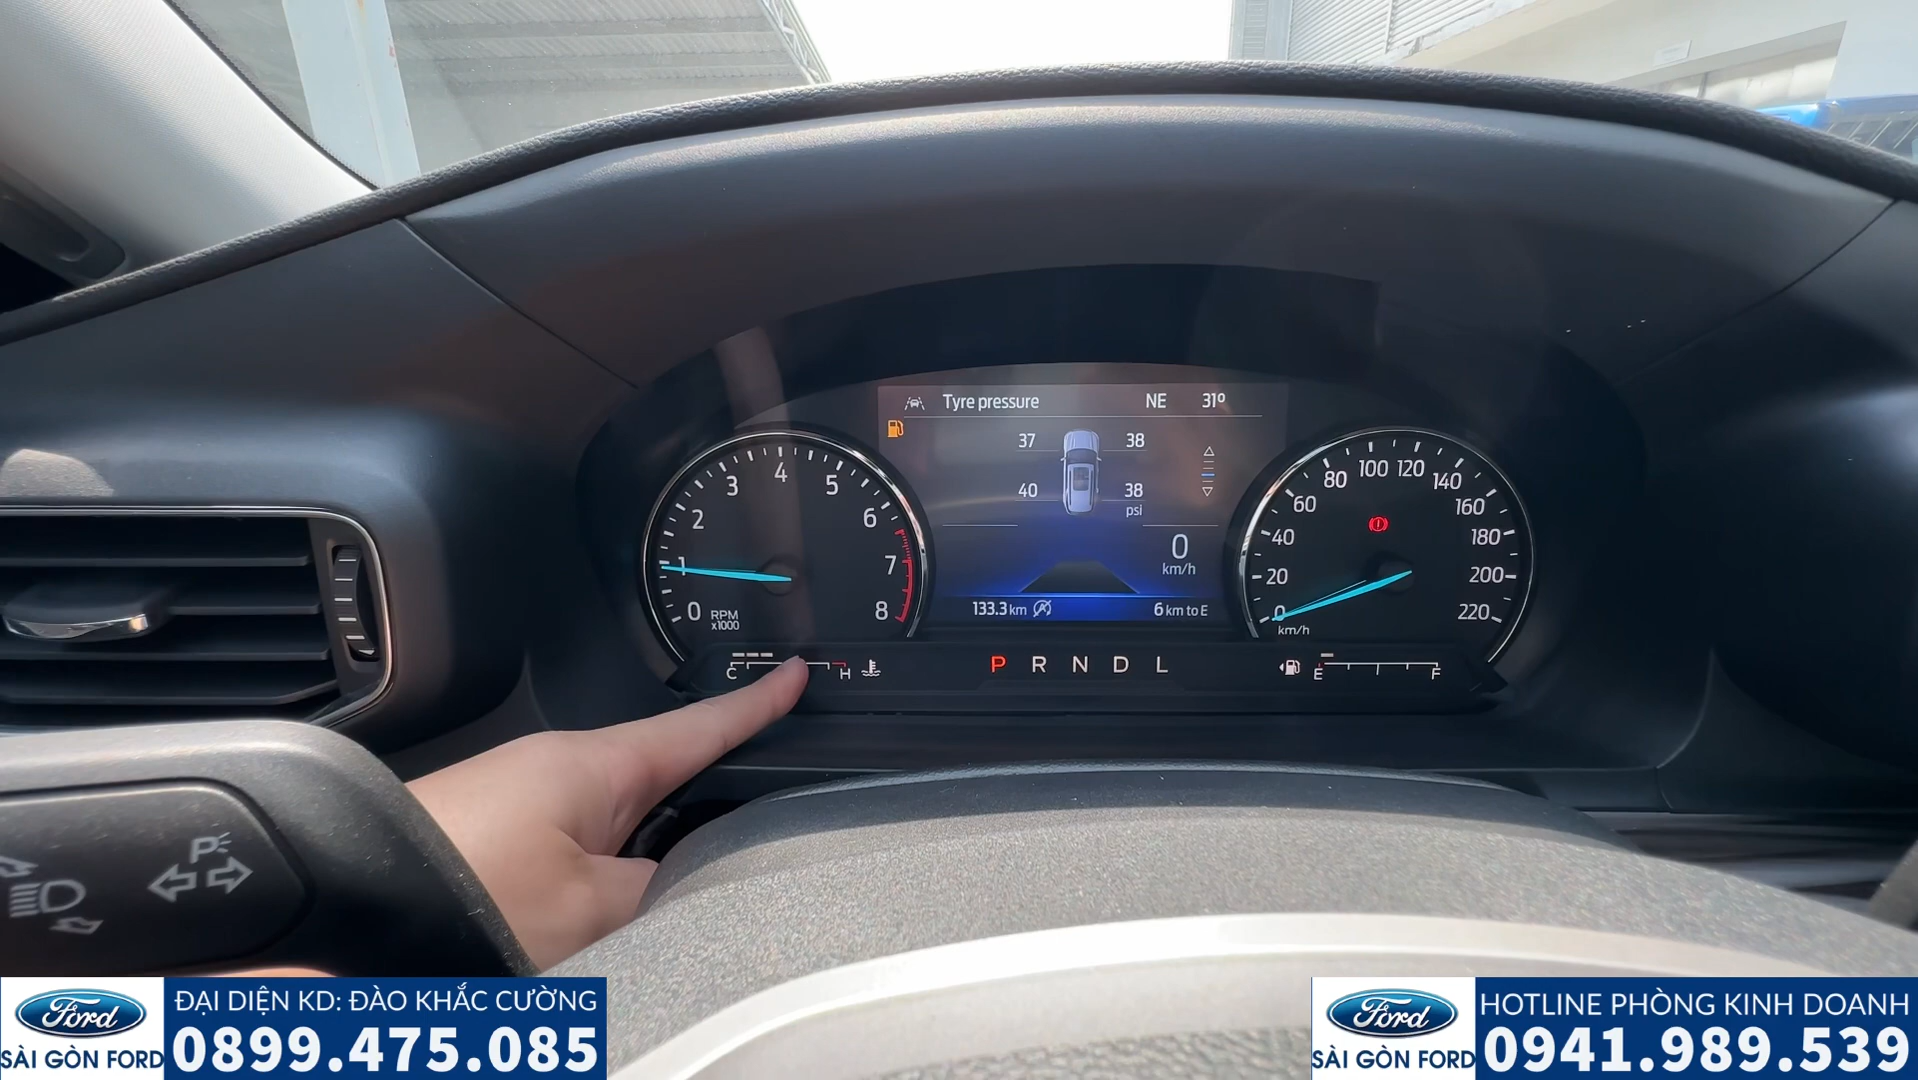 Tyre pressure NE 31º
37 38
40 38
psi
0
km/h
133.3 km 6 km to E
0 1 2 3 4 5 6 7 8
RPM
x1000
0 20 40 60 80 100 120 140 160 180 200 220
km/h
C H
P R N D L
E F
P
Ford
SÀI GÒN FORD
ĐẠI DIỆN KD: ĐÀO KHẮC CƯỜNG
0899.475.085
Ford
SÀI GÒN FORD
HOTLINE PHÒNG KINH DOANH
0941.989.539